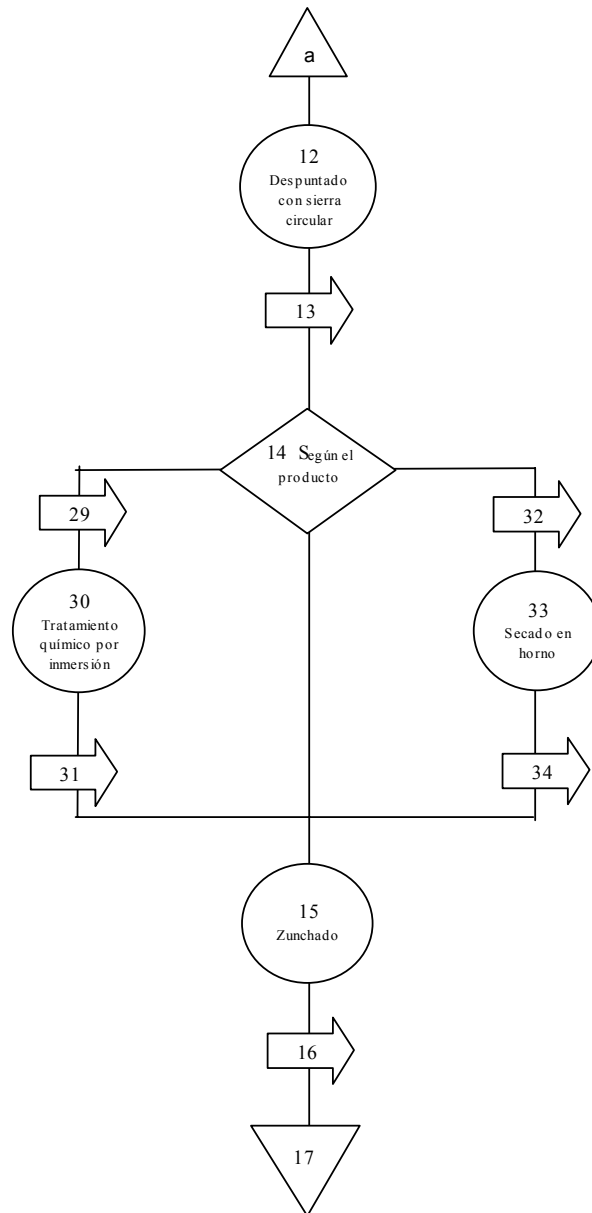 a
12
Despuntado
con sierra
circular
13
14 Según el
producto
29
32
30
Tratamiento
químico por
inmersión
33
Secado en
horno
31
34
15
Zunchado
16
17